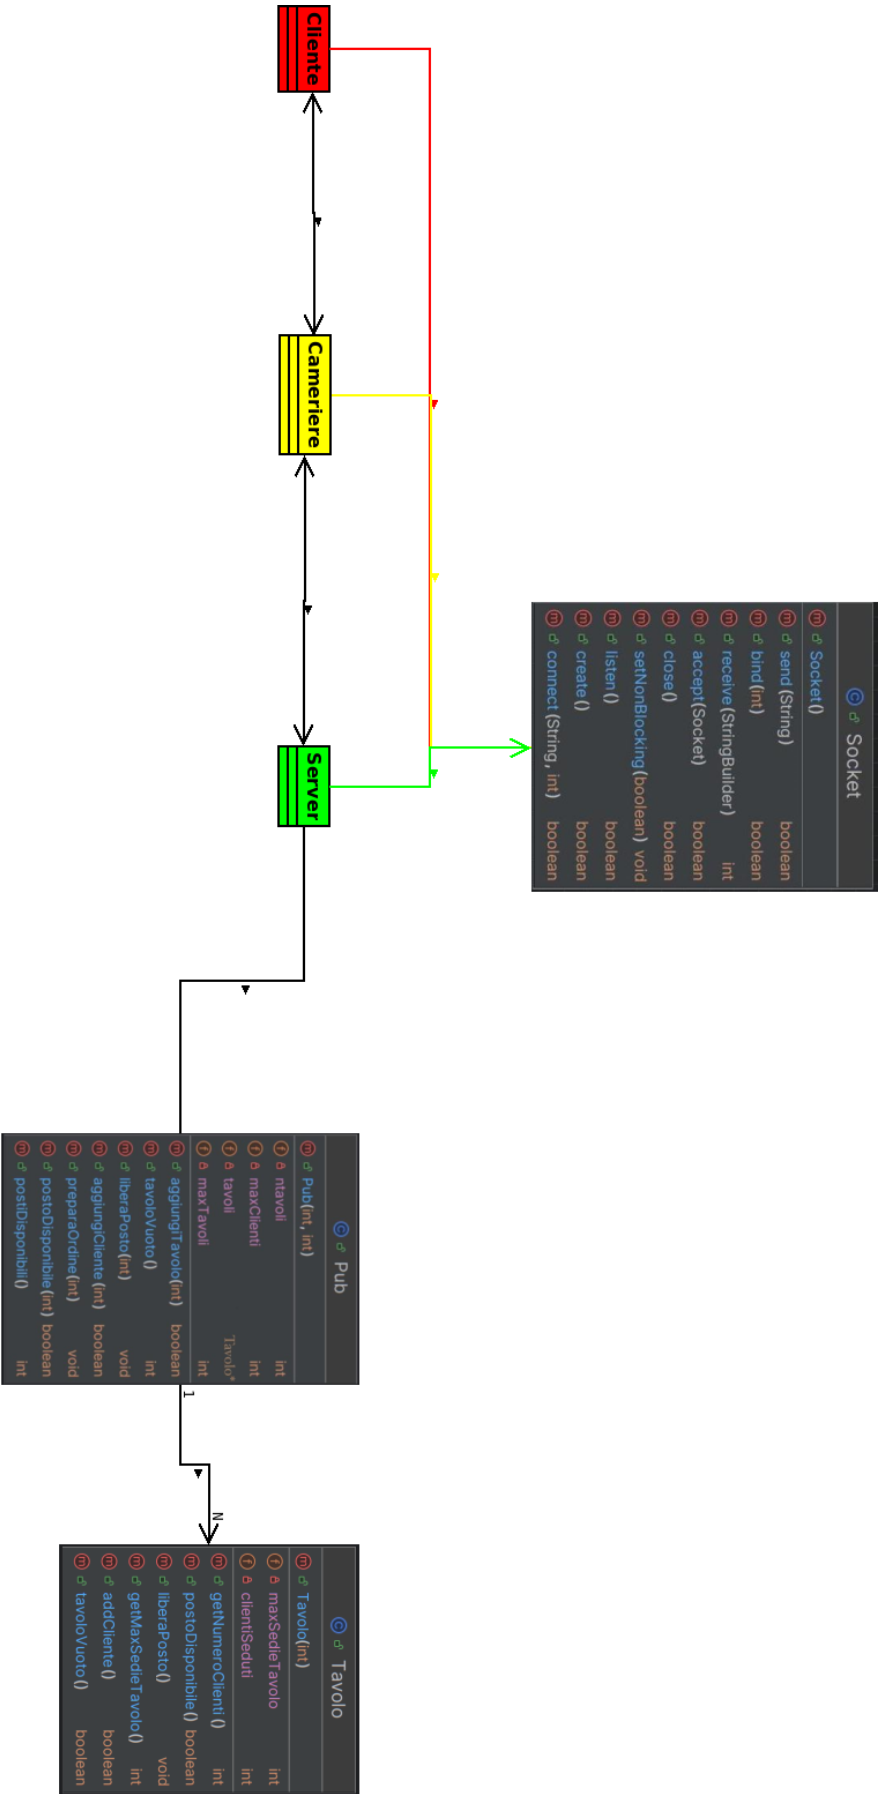 Cliente
Cameriere
Server
Socket
Socket()
send(String) boolean
bind(int) boolean
receive(StringBuilder) int
accept(Socket) boolean
close() boolean
setNonBlocking(boolean) void
listen() boolean
create() boolean
connect(String, int) boolean
Pub
Pub(int, int)
ntavoli int
maxClienti int
tavoli Tavolo*
maxTavoli int
aggiungiTavolo(int) boolean
tavoloVuoto() int
liberaPosto(int) void
aggiungiCliente(int) boolean
preparaOrdine(int) void
postoDisponibile(int) boolean
postiDisponibili() int
1
N
Tavolo
Tavolo(int)
maxSedieTavolo int
clientiSeduti int
getNumeroClienti() int
postoDisponibile() boolean
liberaPosto() void
getMaxSedieTavolo() int
addCliente() boolean
tavoloVuoto() boolean